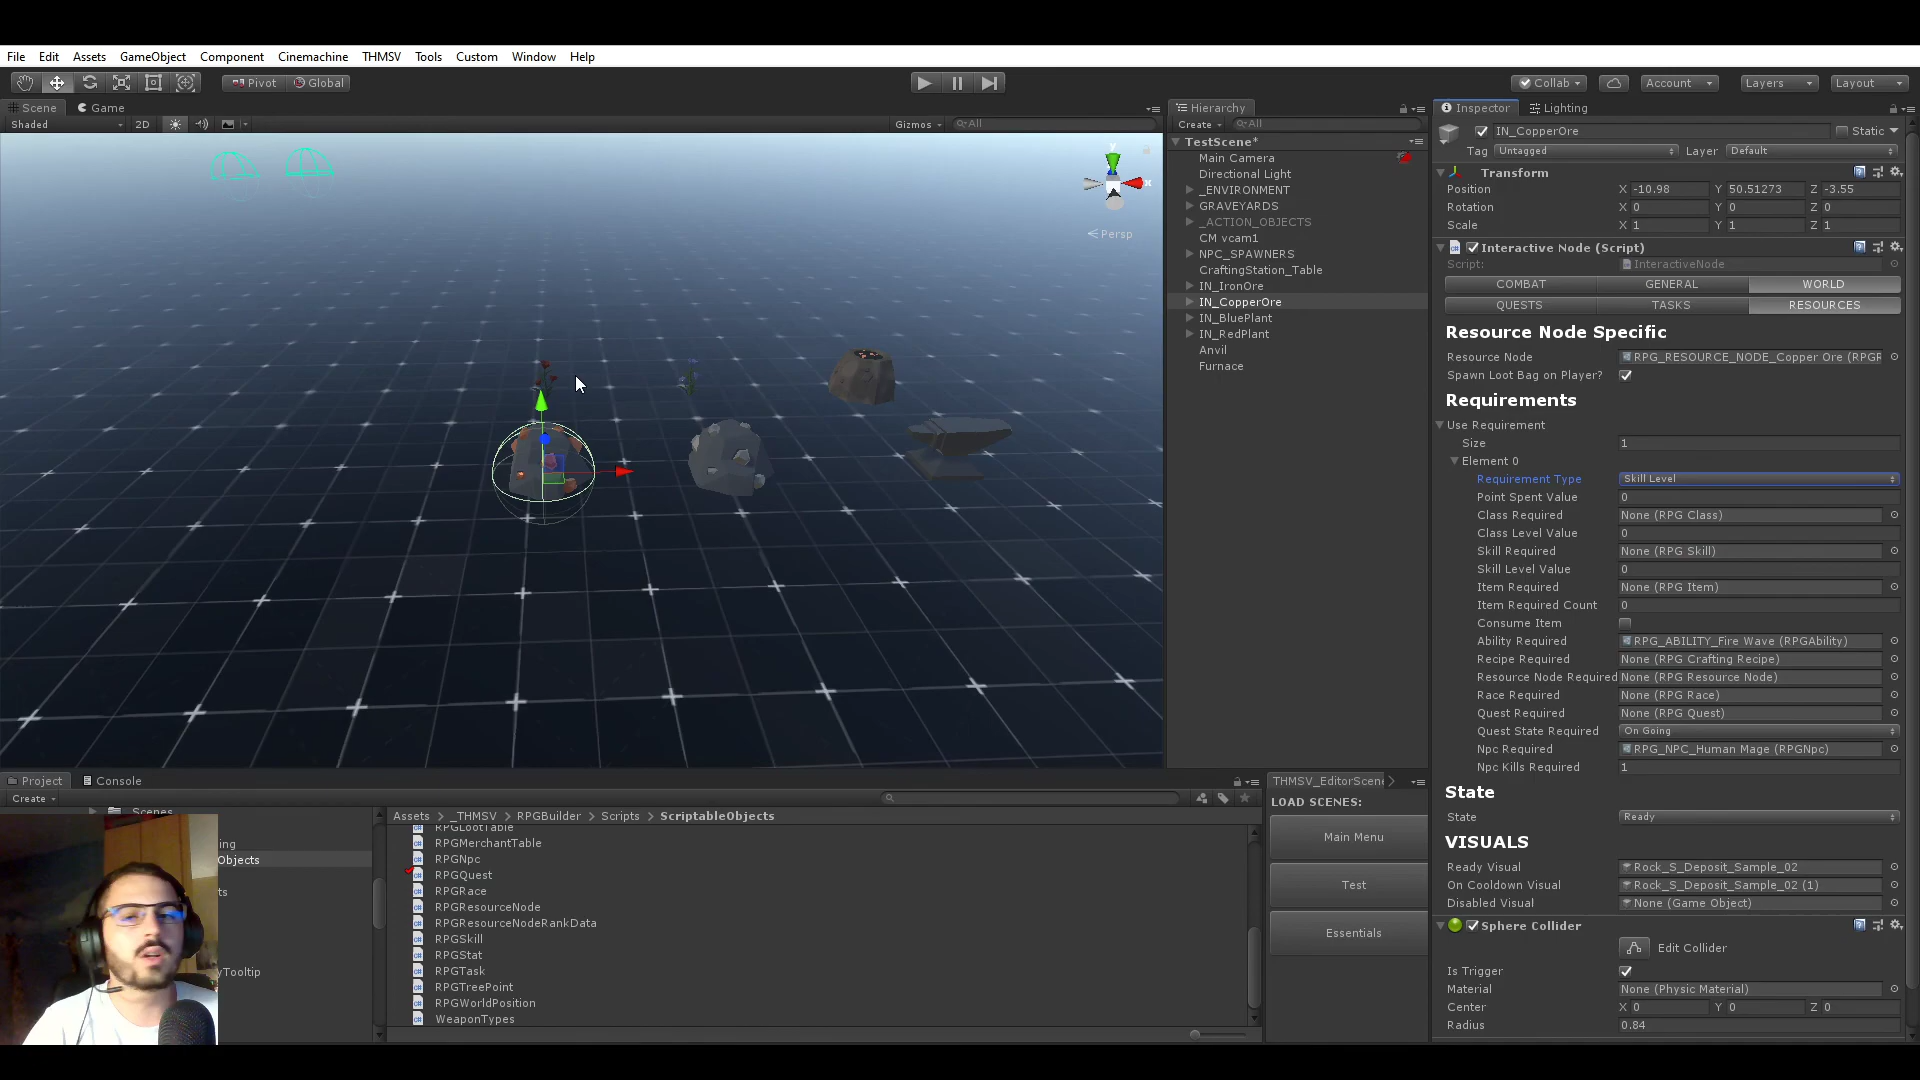 File Edit Assets GameObject Component Cinemachine THMSV Tools Custom Window Help
Pivot Global Collab Account Layers Layout
Scene Game
Shaded 2D Gizmos All
Persp
Hierarchy
Create All
TestScene*
Main Camera
Directional Light
_ENVIRONMENT
GRAVEYARDS
_ACTION_OBJECTS
CM vcam1
NPC_SPAWNERS
CraftingStation_Table
IN_IronOre
IN_CopperOre
IN_BluePlant
IN_RedPlant
Anvil
Furnace
Inspector Lighting
IN_CopperOre Static
Tag Untagged Layer Default
Transform
Position X -10.98 Y 50.51273 Z -3.55
Rotation X 0 Y 0 Z 0
Scale X 1 Y 1 Z 1
Interactive Node (Script)
Script: InteractiveNode
COMBAT GENERAL WORLD
QUESTS TASKS RESOURCES
Resource Node Specific
Resource Node RPG_RESOURCE_NODE_Copper Ore (RPGR
Spawn Loot Bag on Player?
Requirements
Use Requirement
Size 1
Element 0
Requirement Type Skill Level
Point Spent Value 0
Class Required None (RPG Class)
Class Level Value 0
Skill Required None (RPG Skill)
Skill Level Value 0
Item Required None (RPG Item)
Item Required Count 0
Consume Item
Ability Required RPG_ABILITY_Fire Wave (RPGAbility)
Recipe Required None (RPG Crafting Recipe)
Resource Node Required None (RPG Resource Node)
Race Required None (RPG Race)
Quest Required None (RPG Quest)
Quest State Required On Going
Npc Required RPG_NPC_Human Mage (RPGNpc)
Npc Kills Required 1
State
State Ready
VISUALS
Ready Visual Rock_S_Deposit_Sample_02
On Cooldown Visual Rock_S_Deposit_Sample_02 (1)
Disabled Visual None (Game Object)
Sphere Collider
Edit Collider
Is Trigger
Material None (Physic Material)
Center X 0 Y 0 Z 0
Radius 0.84
Project Console
Create
Scenes
ing
Objects
ts
yTooltip
Assets _THMSV RPGBuilder Scripts ScriptableObjects
RPGLootTable
RPGMerchantTable
RPGNpc
RPGQuest
RPGRace
RPGResourceNode
RPGResourceNodeRankData
RPGSkill
RPGStat
RPGTask
RPGTreePoint
RPGWorldPosition
WeaponTypes
THMSV_EditorScene
LOAD SCENES:
Main Menu
Test
Essentials